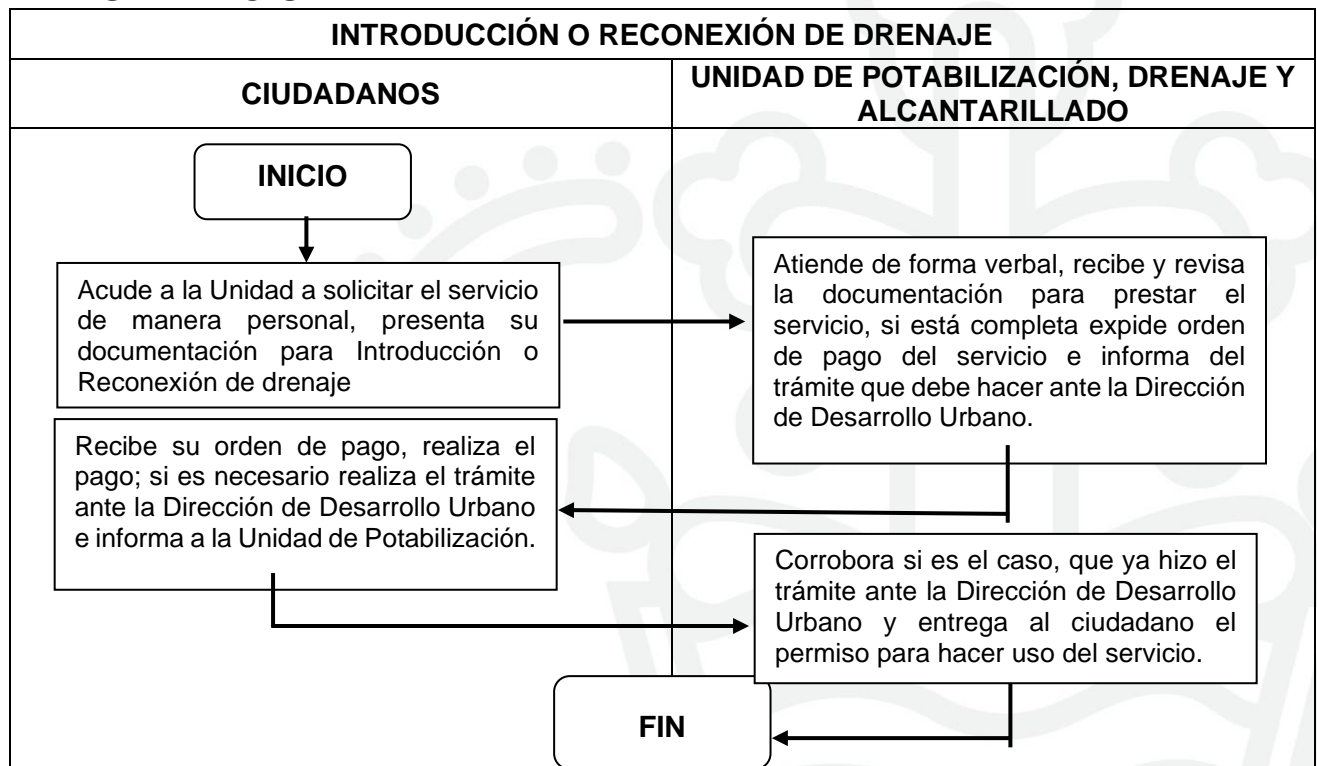 INTRODUCCIÓN O RECONEXIÓN DE DRENAJE
CIUDADANOS
UNIDAD DE POTABILIZACIÓN, DRENAJE Y
ALCANTARILLADO
INICIO
Acude a la Unidad a solicitar el servicio
de manera personal, presenta su
documentación para Introducción o
Reconexión de drenaje
Atiende de forma verbal, recibe y revisa
la documentación para prestar el
servicio, si está completa expide orden
de pago del servicio e informa del
trámite que debe hacer ante la Dirección
de Desarrollo Urbano.
Recibe su orden de pago, realiza el
pago; si es necesario realiza el trámite
ante la Dirección de Desarrollo Urbano
e informa a la Unidad de Potabilización.
Corrobora si es el caso, que ya hizo el
trámite ante la Dirección de Desarrollo
Urbano y entrega al ciudadano el
permiso para hacer uso del servicio.
FIN